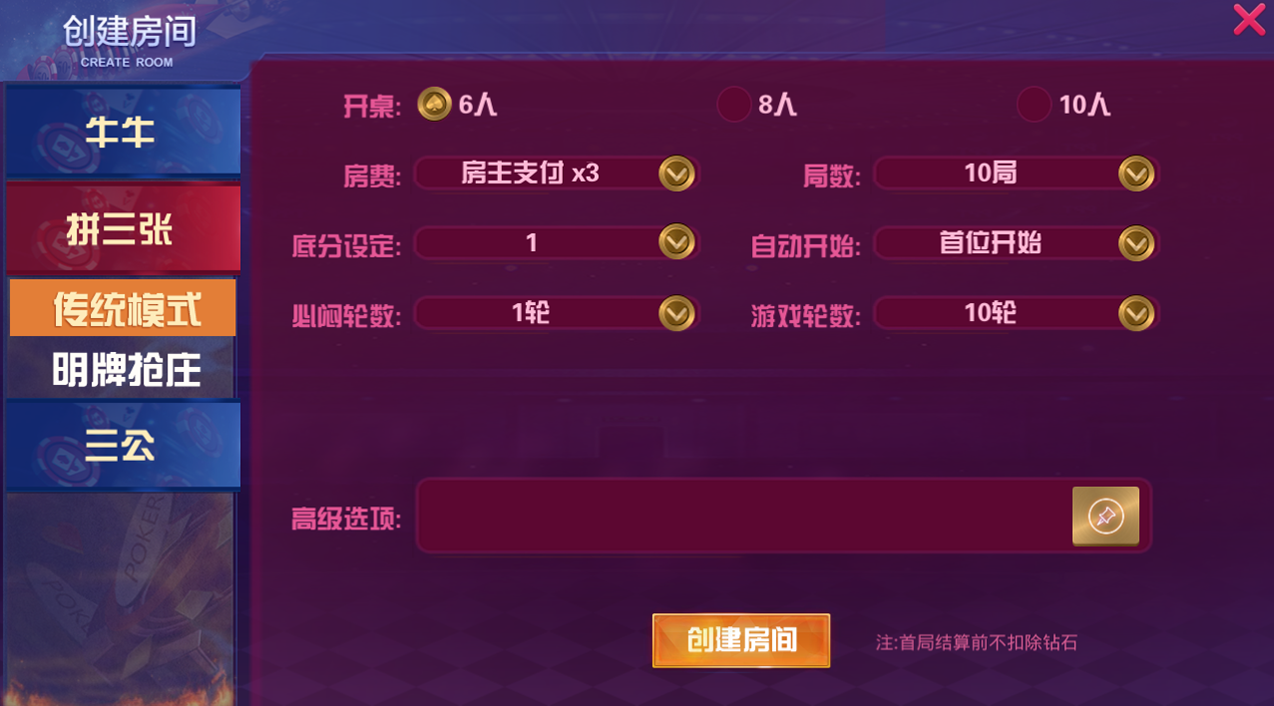 创建房间
CREATE ROOM
牛牛
拼三张
传统模式
明牌抢庄
三公
POKER
开桌: 6人 8人 10人
房费: 房主支付 x3 局数: 10局
底分设定: 1 自动开始: 首位开始
必闷轮数: 1轮 游戏轮数: 10轮
高级选项:
创建房间
注:首局结算前不扣除钻石